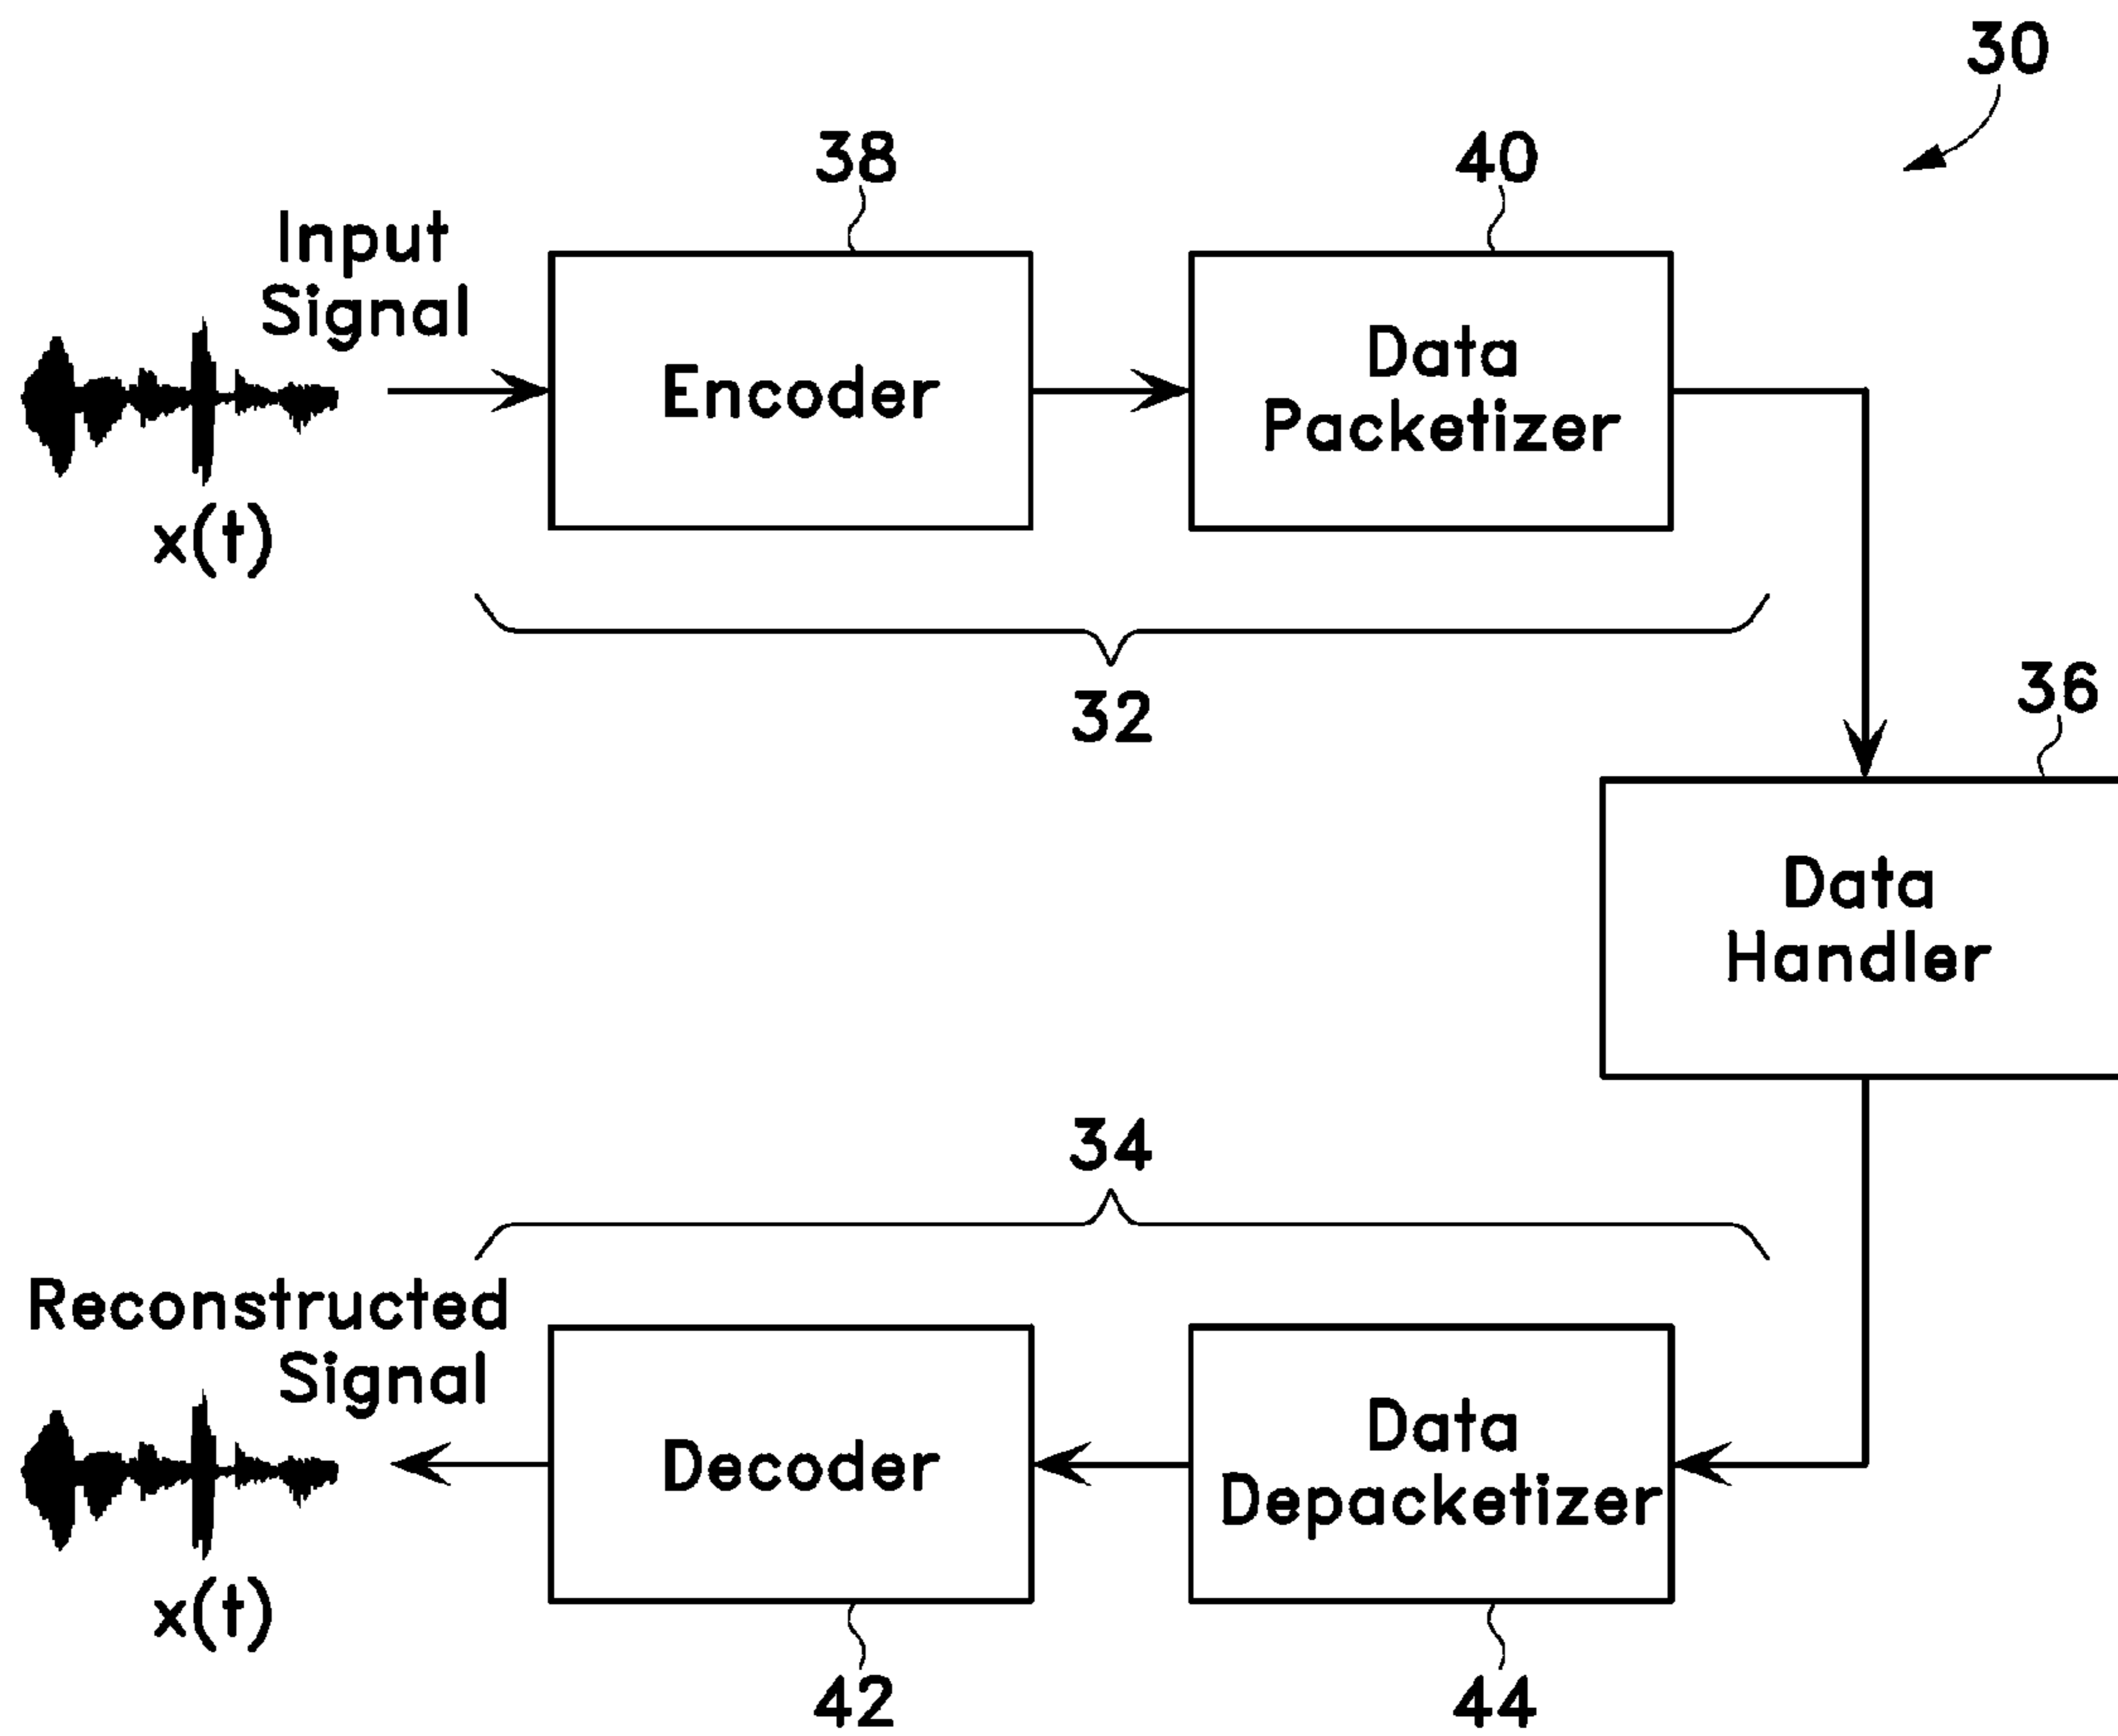 30
38
40
Input
Signal
Encoder
Data
Packetizer
x(t)
32
36
Data
Handler
34
Reconstructed
Signal
Decoder
Data
Depacketizer
x(t)
42
44